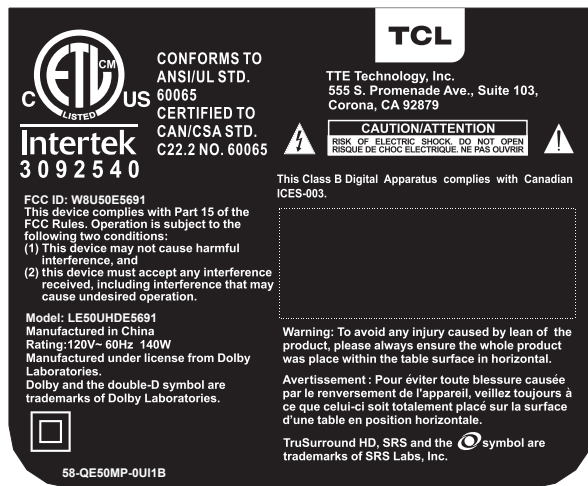 ETL CM
C US
LISTED
Intertek
3092540
CONFORMS TO
ANSI/UL STD.
60065
CERTIFIED TO
CAN/CSA STD.
C22.2 NO. 60065
FCC ID: W8U50E5691
This device complies with Part 15 of the
FCC Rules. Operation is subject to the
following two conditions:
(1) This device may not cause harmful
interference, and
(2) this device must accept any interference
received, including interference that may
cause undesired operation.
Model: LE50UHDE5691
Manufactured in China
Rating:120V~ 60Hz 140W
Manufactured under license from Dolby
Laboratories.
Dolby and the double-D symbol are
trademarks of Dolby Laboratories.
58-QE50MP-0UI1B
TCL
TTE Technology, Inc.
555 S. Promenade Ave., Suite 103,
Corona, CA 92879
CAUTION/ATTENTION
RISK OF ELECTRIC SHOCK. DO NOT OPEN
RISQUE DE CHOC ELECTRIQUE. NE PAS OUVRIR
This Class B Digital Apparatus complies with Canadian
ICES-003.
Warning: To avoid any injury caused by lean of the
product, please always ensure the whole product
was place within the table surface in horizontal.
Avertissement : Pour éviter toute blessure causée
par le renversement de l'appareil, veillez toujours à
ce que celui-ci soit totalement placé sur la surface
d'une table en position horizontale.
TruSurround HD, SRS and the symbol are
trademarks of SRS Labs, Inc.